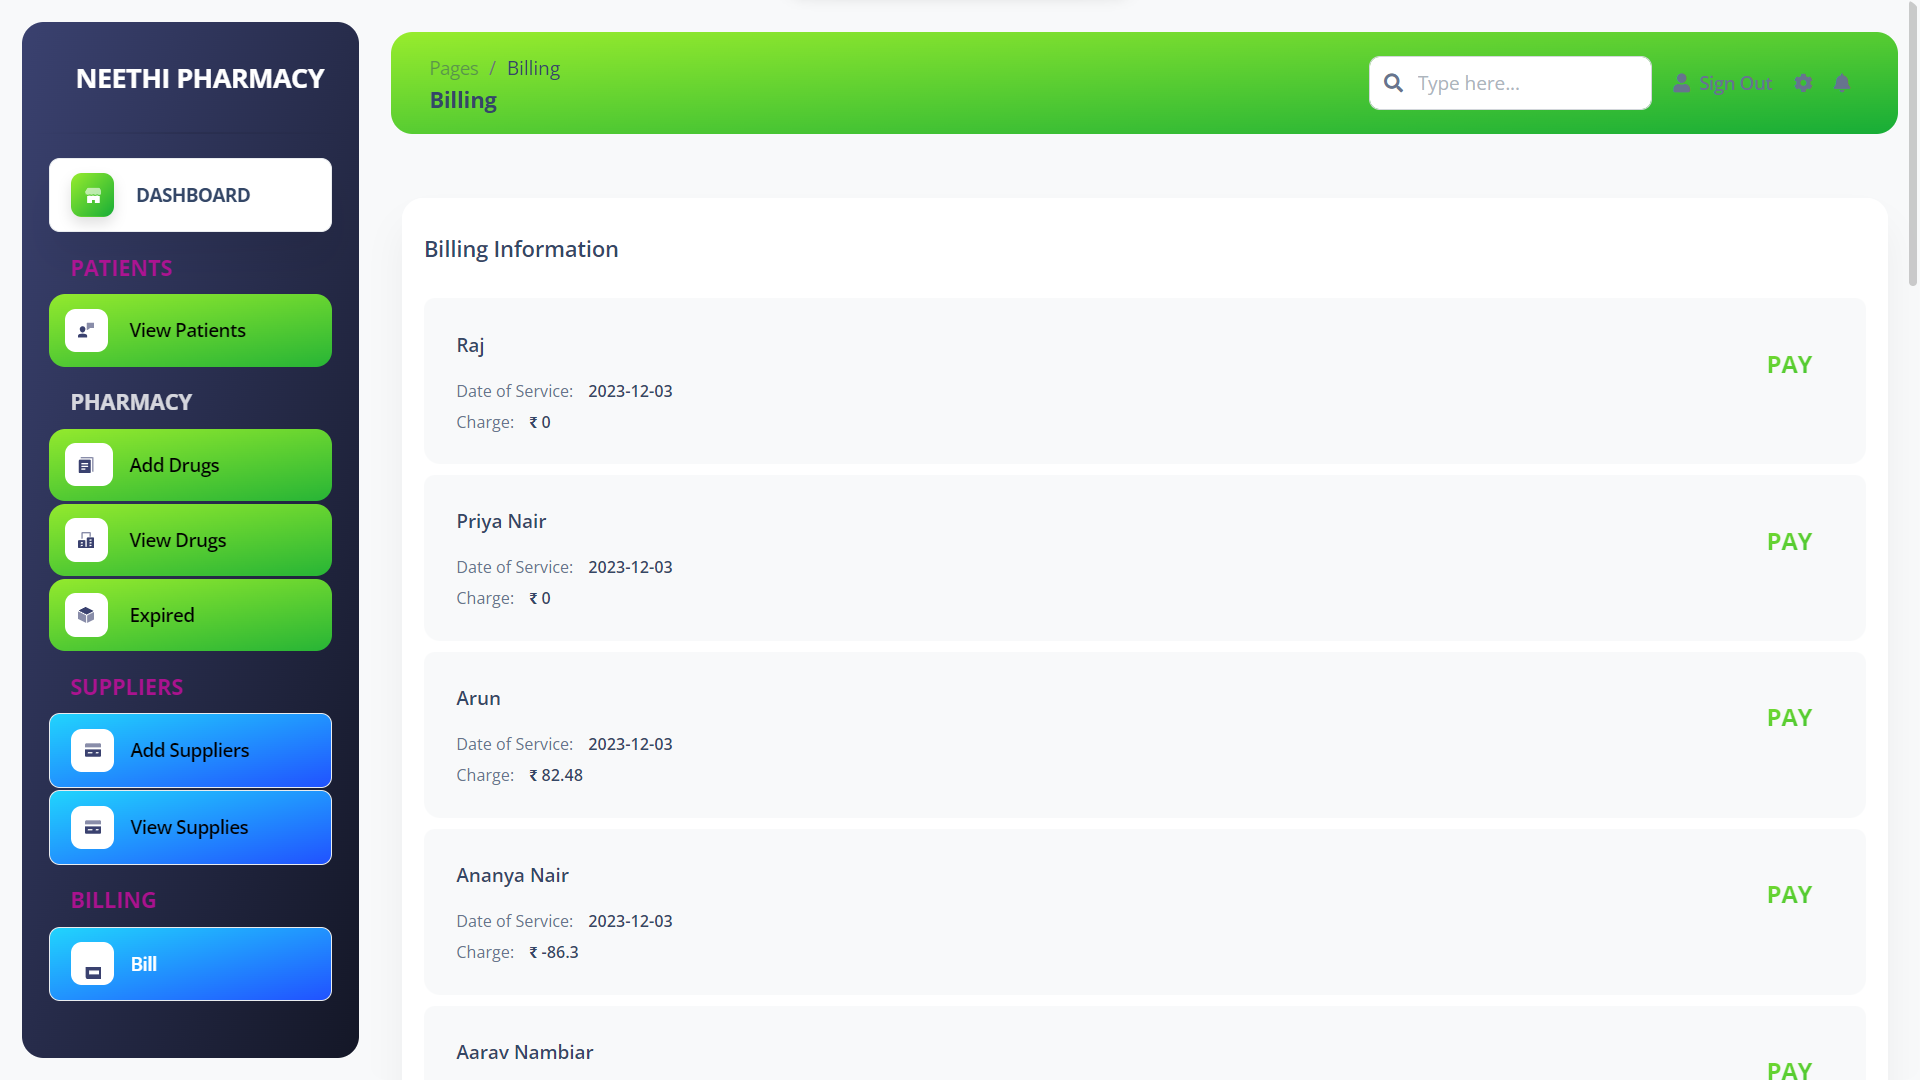 NEETHI PHARMACY
DASHBOARD
PATIENTS
View Patients
PHARMACY
Add Drugs
View Drugs
Expired
SUPPLIERS
Add Suppliers
View Supplies
BILLING
Bill
Pages / Billing
Billing
Type here...
Sign Out
Billing Information
Raj
PAY
Date of Service: 2023-12-03
Charge: ₹ 0
Priya Nair
PAY
Date of Service: 2023-12-03
Charge: ₹ 0
Arun
PAY
Date of Service: 2023-12-03
Charge: ₹ 82.48
Ananya Nair
PAY
Date of Service: 2023-12-03
Charge: ₹ -86.3
Aarav Nambiar
PAY